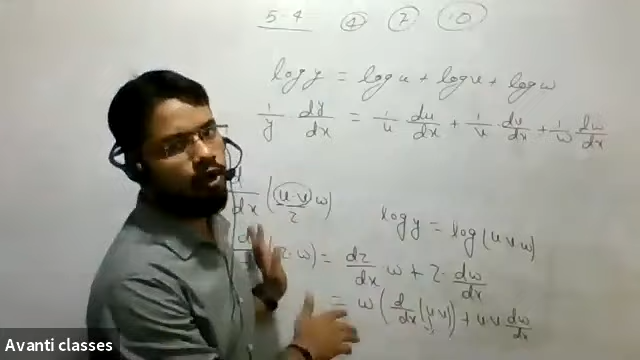 5.4 ④ ⑦ ⑩
log y = log u + log v + log w
1/y dy/dx = 1/u du/dx + 1/v dv/dx + 1/w dw/dx
d/dx (u·v w)
z
log y = log (u v w)
(z·w) = dz/dx · w + z · dw/dx
= w ( d/dx (u v) ) + u v dw/dx
Avanti classes